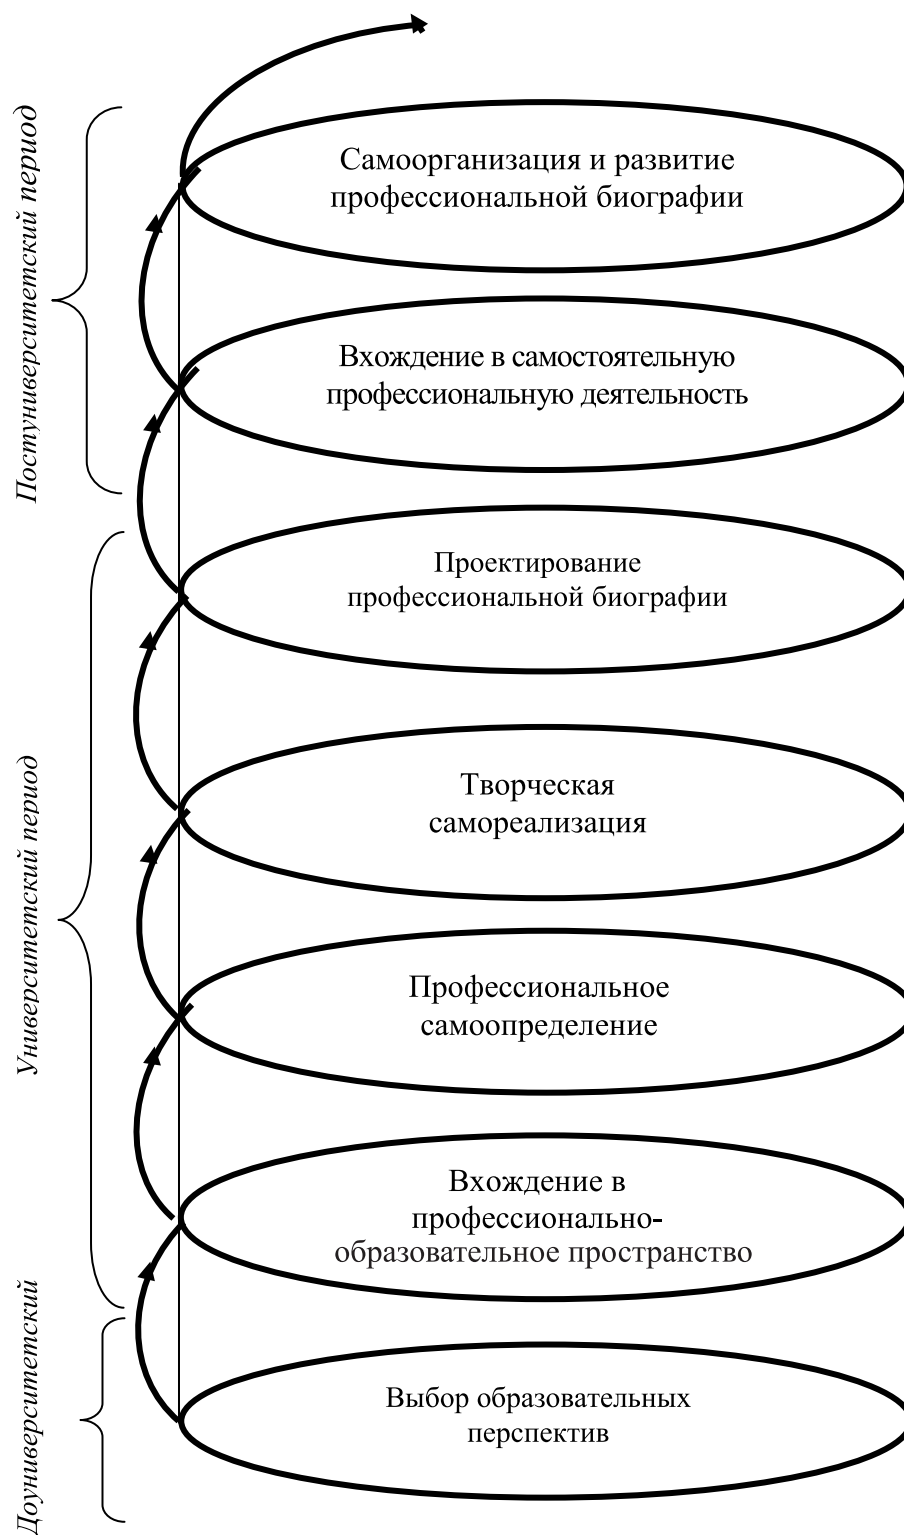 Постуниверситетский период
Самоорганизация и развитие
профессиональной биографии
Вхождение в самостоятельную
профессиональную деятельность
Университетский период
Проектирование
профессиональной биографии
Творческая
самореализация
Профессиональное
самоопределение
Вхождение в
профессионально-
образовательное пространство
Доуниверситетский
Выбор образовательных
перспектив